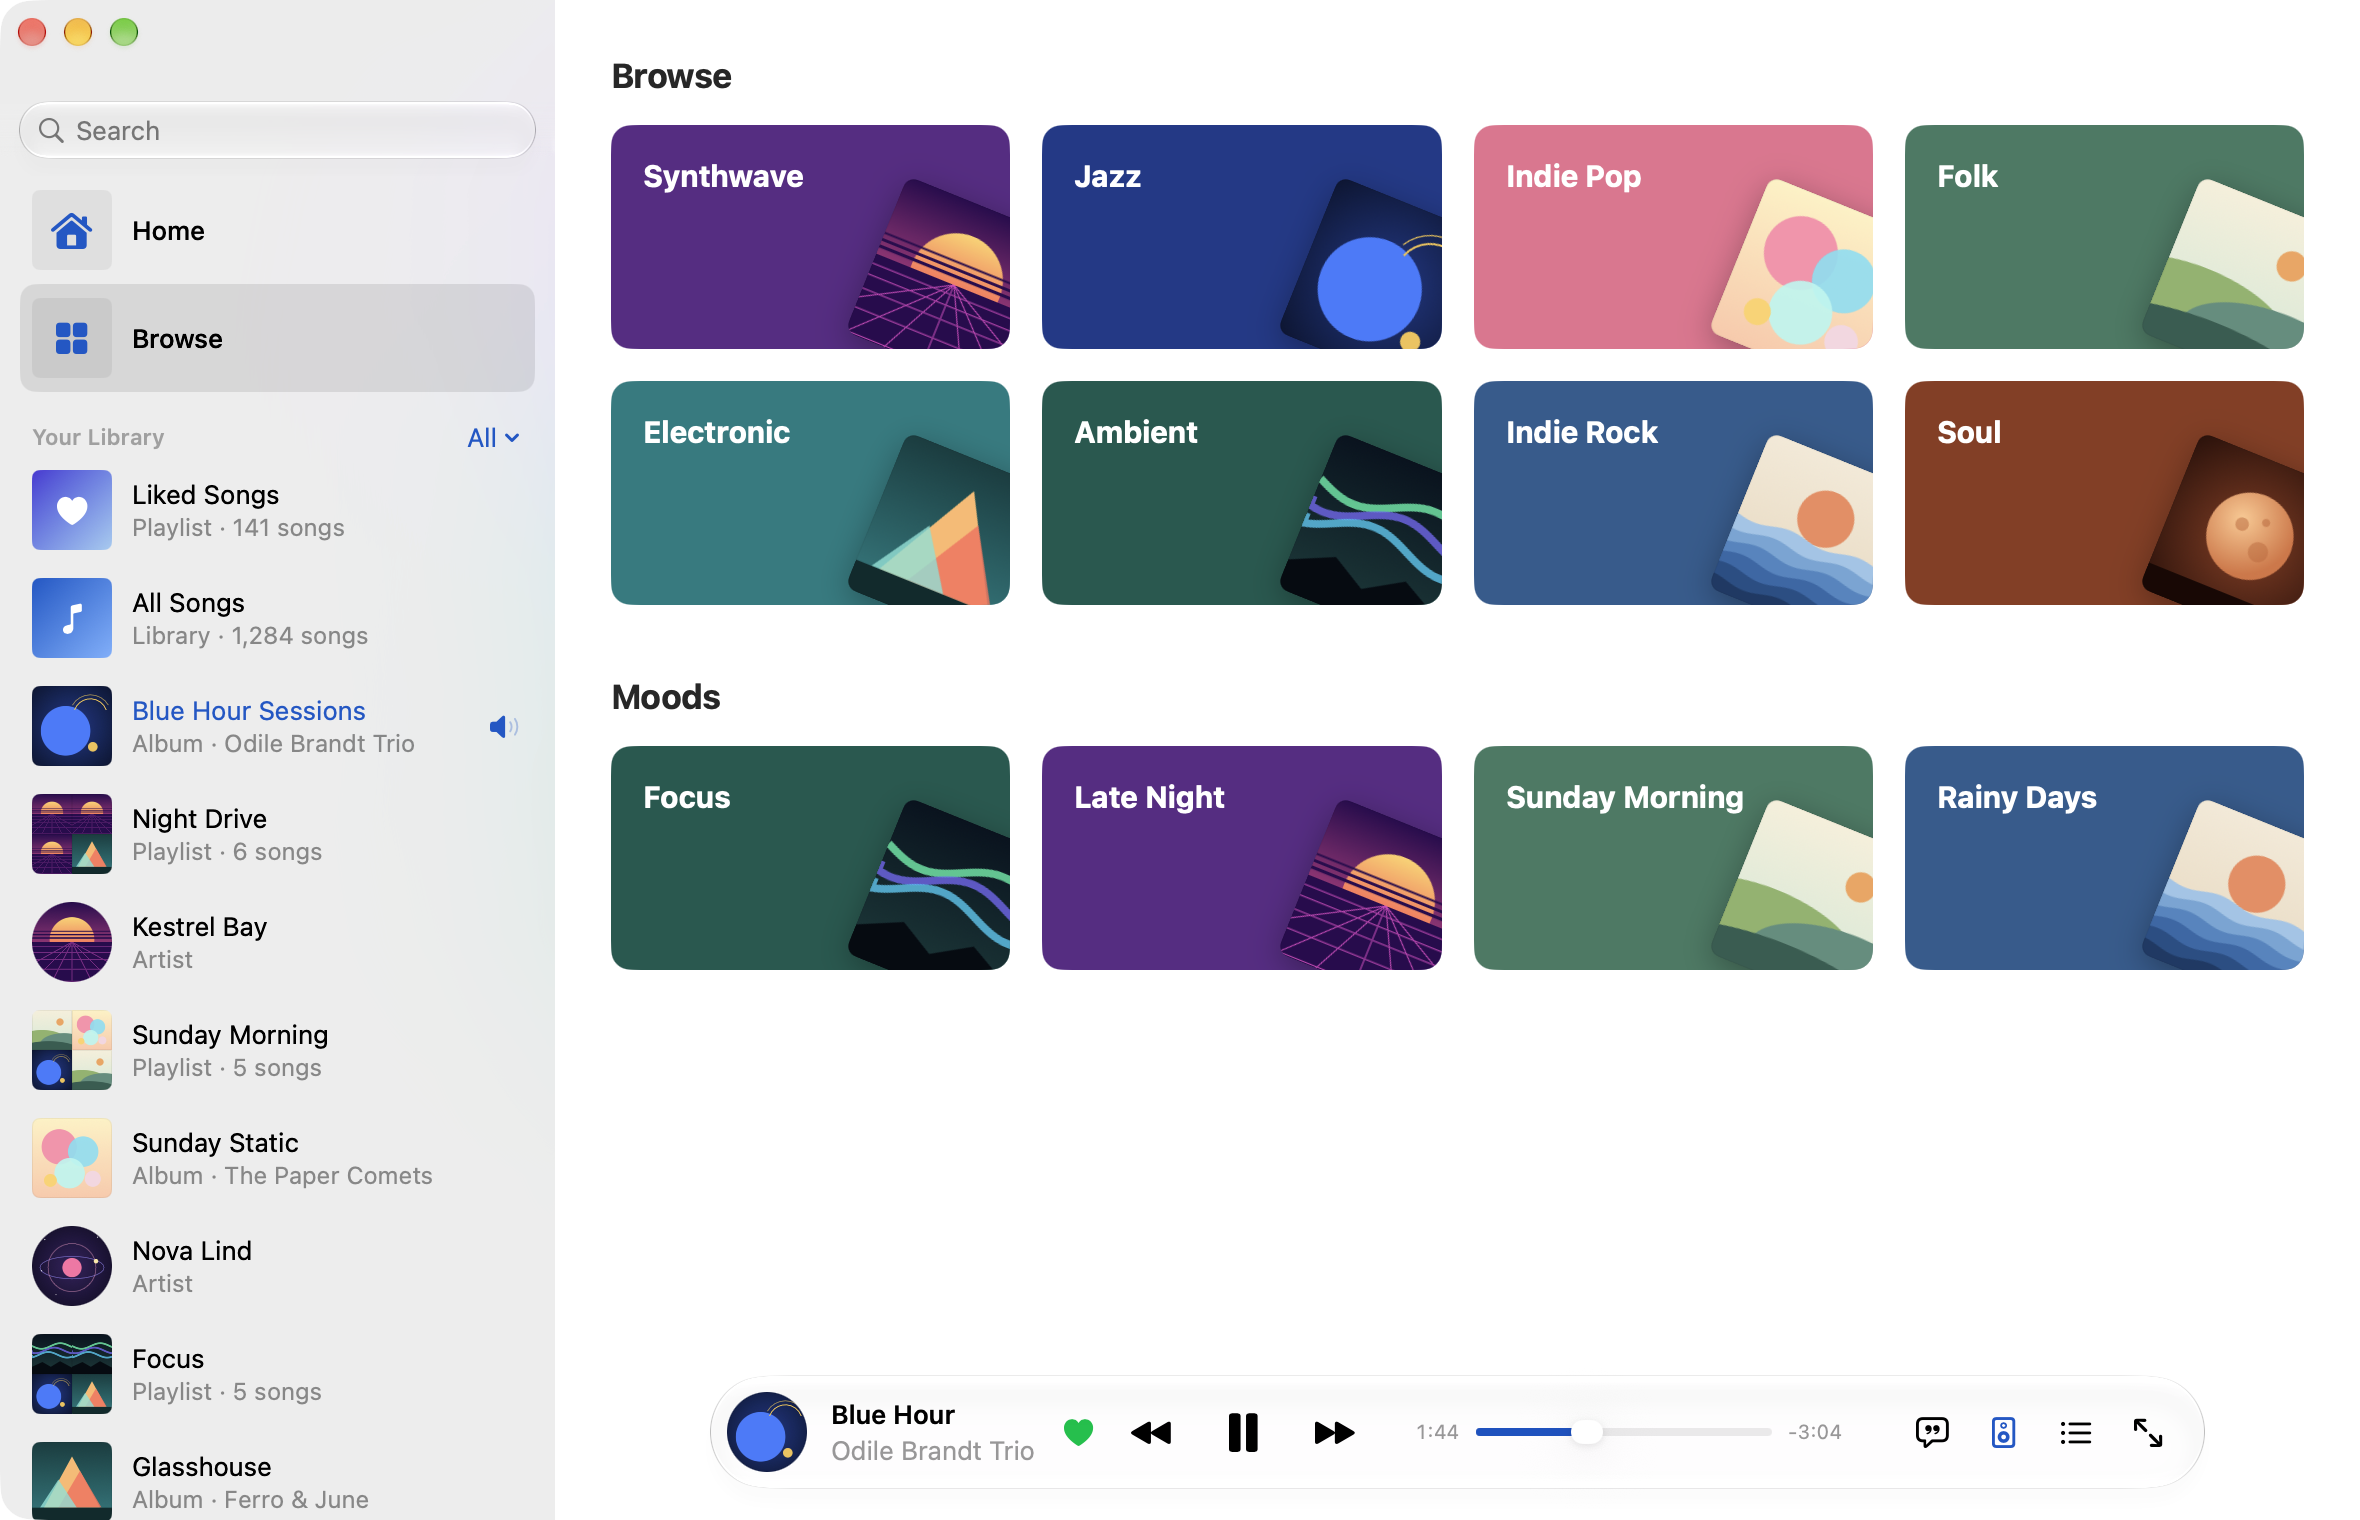 Search
Home
Browse
Your Library
All
Liked Songs
Playlist · 141 songs
All Songs
Library · 1,284 songs
Blue Hour Sessions
Album · Odile Brandt Trio
Night Drive
Playlist · 6 songs
Kestrel Bay
Artist
Sunday Morning
Playlist · 5 songs
Sunday Static
Album · The Paper Comets
Nova Lind
Artist
Focus
Playlist · 5 songs
Glasshouse
Album · Ferro & June
Browse
Synthwave
Jazz
Indie Pop
Folk
Electronic
Ambient
Indie Rock
Soul
Moods
Focus
Late Night
Sunday Morning
Rainy Days
Blue Hour
Odile Brandt Trio
1:44
-3:04